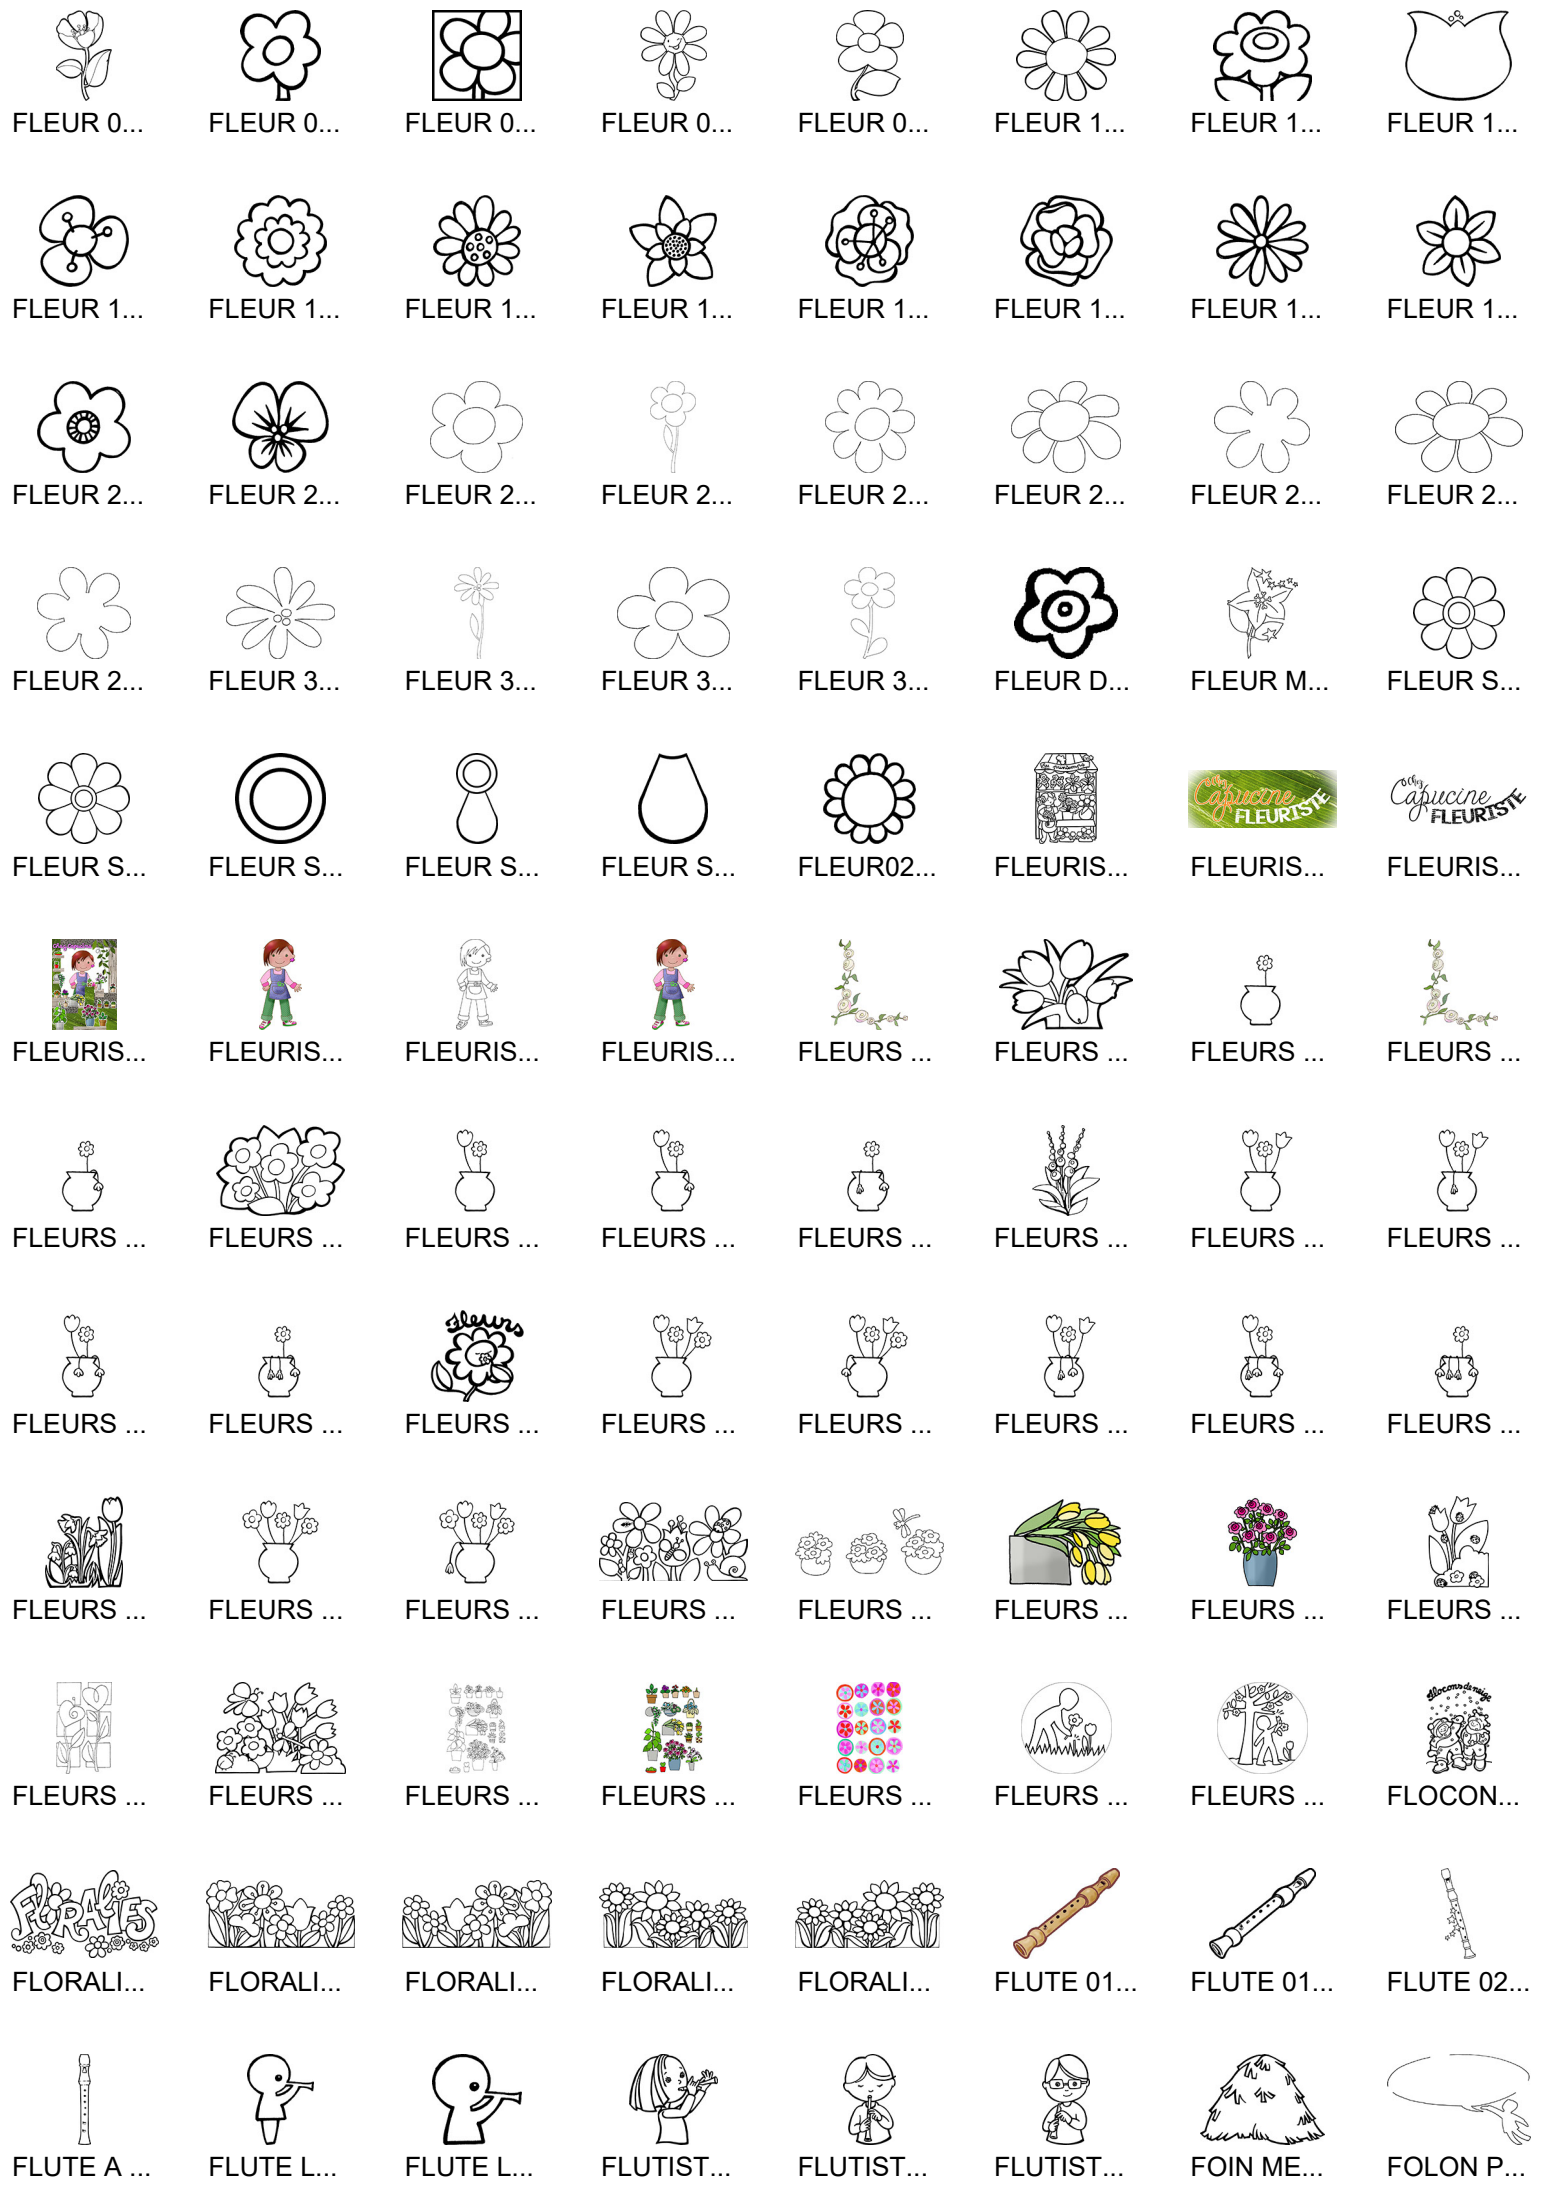 FLEUR 0... FLEUR 0... FLEUR 0... FLEUR 0... FLEUR 0... FLEUR 1... FLEUR 1... FLEUR 1...
FLEUR 1... FLEUR 1... FLEUR 1... FLEUR 1... FLEUR 1... FLEUR 1... FLEUR 1... FLEUR 1...
FLEUR 2... FLEUR 2... FLEUR 2... FLEUR 2... FLEUR 2... FLEUR 2... FLEUR 2... FLEUR 2...
FLEUR 2... FLEUR 3... FLEUR 3... FLEUR 3... FLEUR 3... FLEUR D... FLEUR M... FLEUR S...
Chez Capucine FLEURISTE Chez Capucine FLEURISTE
FLEUR S... FLEUR S... FLEUR S... FLEUR S... FLEUR02... FLEURIS... FLEURIS... FLEURIS...
FLEURIS... FLEURIS... FLEURIS... FLEURIS... FLEURS ... FLEURS ... FLEURS ... FLEURS ...
FLEURS ... FLEURS ... FLEURS ... FLEURS ... FLEURS ... FLEURS ... FLEURS ... FLEURS ...
Fleurs
FLEURS ... FLEURS ... FLEURS ... FLEURS ... FLEURS ... FLEURS ... FLEURS ... FLEURS ...
FLEURS ... FLEURS ... FLEURS ... FLEURS ... FLEURS ... FLEURS ... FLEURS ... FLEURS ...
flocons de neige
FLEURS ... FLEURS ... FLEURS ... FLEURS ... FLEURS ... FLEURS ... FLEURS ... FLOCON...
FLORALIES
FLORALI... FLORALI... FLORALI... FLORALI... FLORALI... FLUTE 01... FLUTE 01... FLUTE 02...
FLUTE A ... FLUTE L... FLUTE L... FLUTIST... FLUTIST... FLUTIST... FOIN ME... FOLON P...